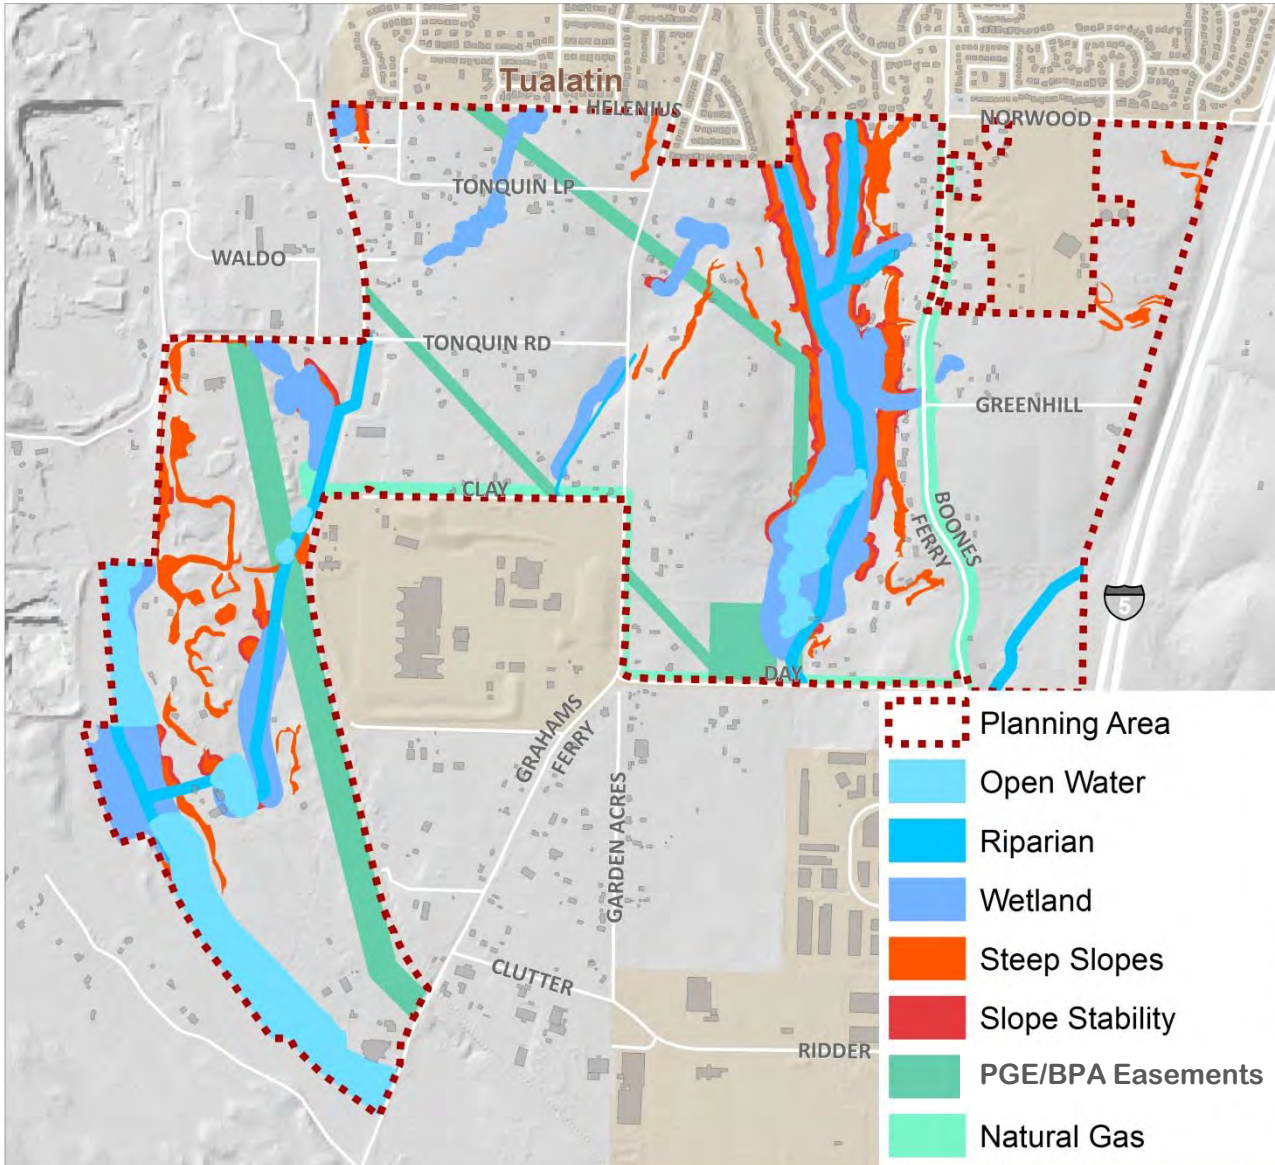 Tualatin
HELENIUS
NORWOOD
TONQUIN LP
WALDO
TONQUIN RD
GREENHILL
CLAY
BOONES
FERRY
5
DAY
GRAHAMS
FERRY
GARDEN ACRES
CLUTTER
RIDDER
Planning Area
Open Water
Riparian
Wetland
Steep Slopes
Slope Stability
PGE/BPA Easements
Natural Gas